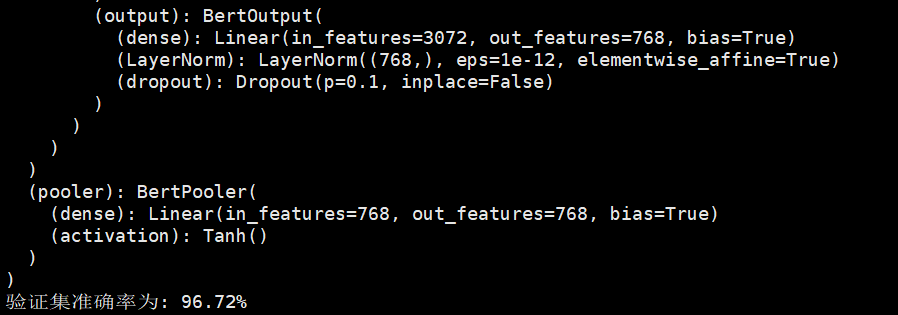 (output): BertOutput(
(dense): Linear(in_features=3072, out_features=768, bias=True)
(LayerNorm): LayerNorm((768,), eps=1e-12, elementwise_affine=True)
(dropout): Dropout(p=0.1, inplace=False)
)
)
)
)
(pooler): BertPooler(
(dense): Linear(in_features=768, out_features=768, bias=True)
(activation): Tanh()
)
)
验证集准确率为: 96.72%